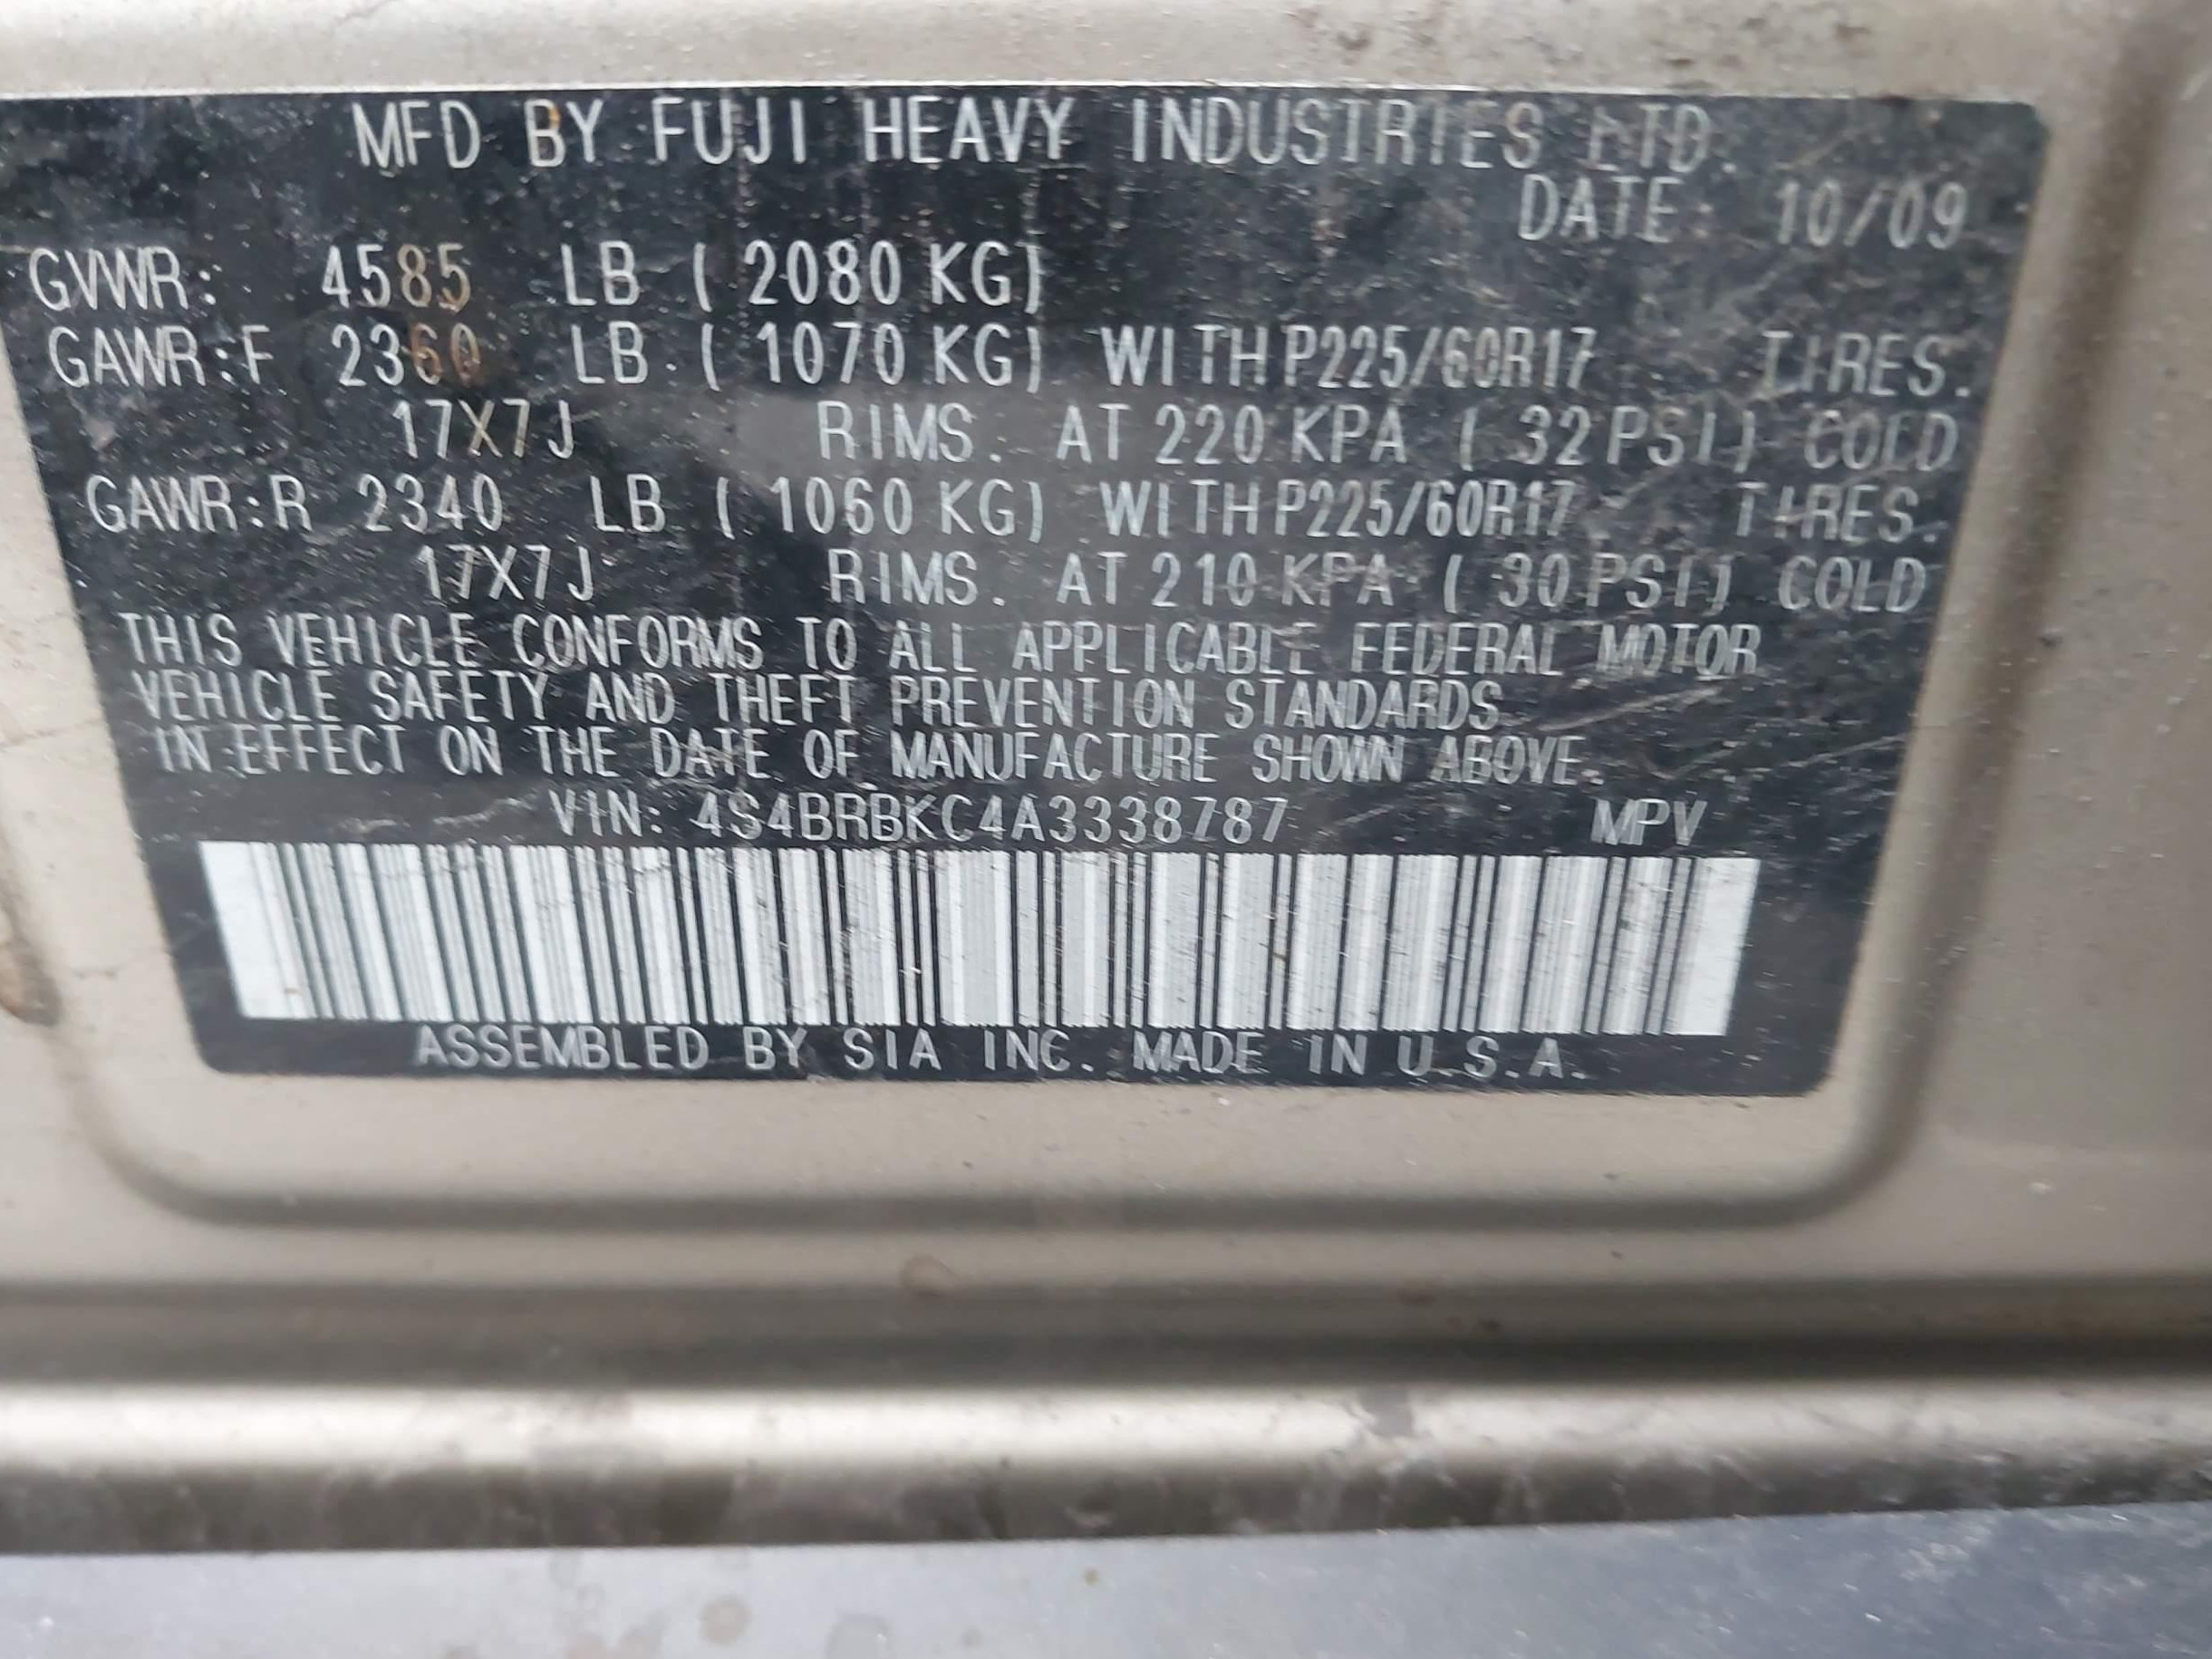 MFD BY FUJI HEAVY INDUSTRIES LTD.
DATE: 10/09
GVWR: 4585 LB ( 2080 KG)
GAWR:F 2360 LB ( 1070 KG) WITH P225/60R17 TIRES.
17X7J RIMS. AT 220 KPA ( 32 PSI) COLD
GAWR:R 2340 LB ( 1060 KG) WITH P225/60R17 TIRES.
17X7J RIMS. AT 210 KPA ( 30 PSI) COLD
THIS VEHICLE CONFORMS TO ALL APPLICABLE FEDERAL MOTOR
VEHICLE SAFETY AND THEFT PREVENTION STANDARDS
IN EFFECT ON THE DATE OF MANUFACTURE SHOWN ABOVE.
VIN: 4S4BRBKC4A3338787 MPV
ASSEMBLED BY SIA INC. MADE IN U.S.A.